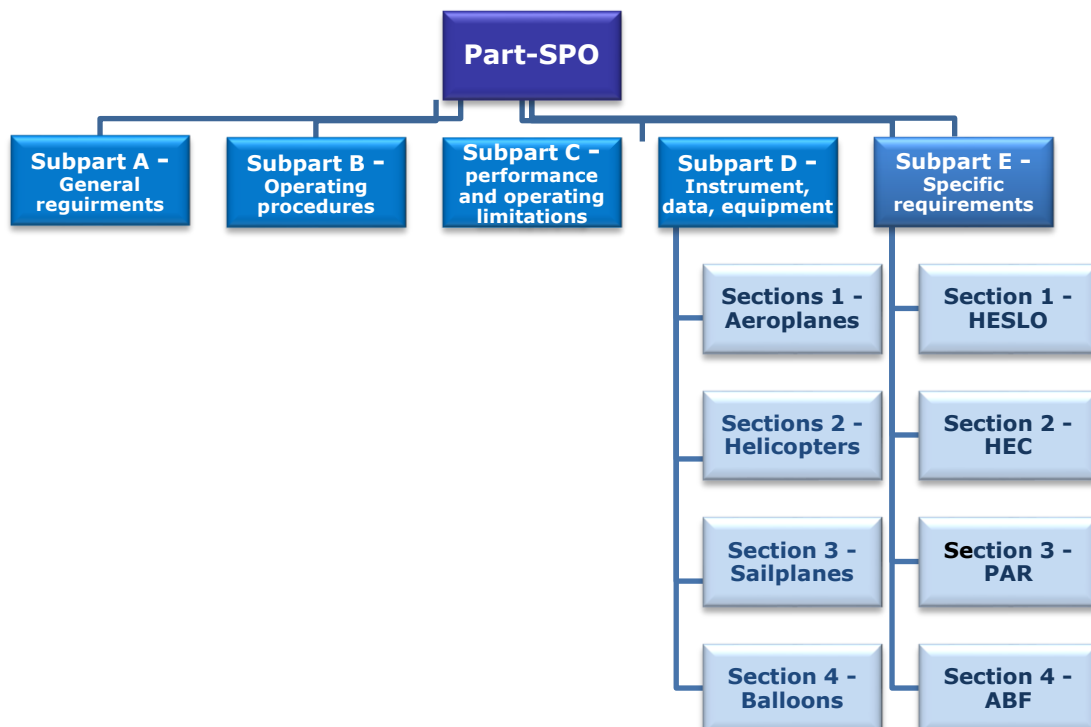 Part-SPO
Subpart A –
General
reguirments
Subpart B –
Operating
procedures
Subpart C –
performance
and operating
limitations
Subpart D –
Instrument,
data, equipment
Subpart E –
Specific
requirements
Sections 1 -
Aeroplanes
Sections 2 -
Helicopters
Section 3 -
Sailplanes
Section 4 -
Balloons
Section 1 -
HESLO
Section 2 -
HEC
Section 3 -
PAR
Section 4 -
ABF